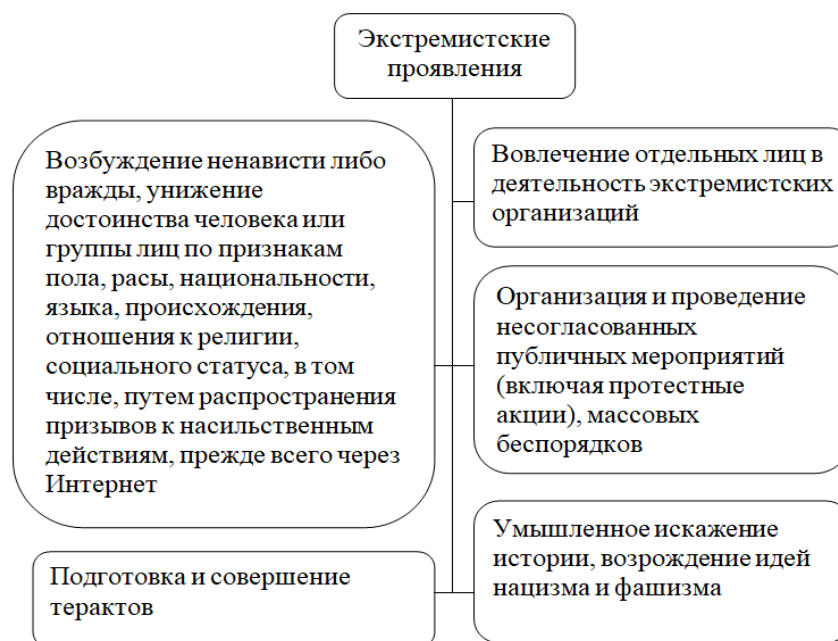 Экстремистские
проявления
Возбуждение ненависти либо
вражды, унижение
достоинства человека или
группы лиц по признакам
пола, расы, национальности,
языка, происхождения,
отношения к религии,
социального статуса, в том
числе, путем распространения
призывов к насильственным
действиям, прежде всего через
Интернет
Вовлечение отдельных лиц в
деятельность экстремистских
организаций
Организация и проведение
несогласованных
публичных мероприятий
(включая протестные
акции), массовых
беспорядков
Подготовка и совершение
терактов
Умышленное искажение
истории, возрождение идей
нацизма и фашизма